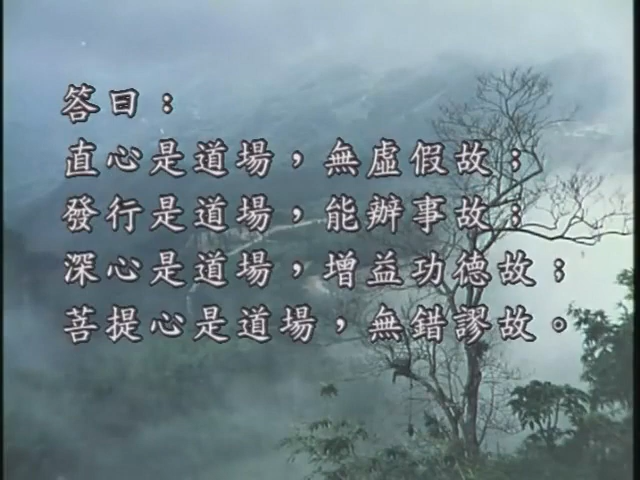 答曰：
直心是道場，無虛假故；
發行是道場，能辦事故；
深心是道場，增益功德故；
菩提心是道場，無錯謬故。